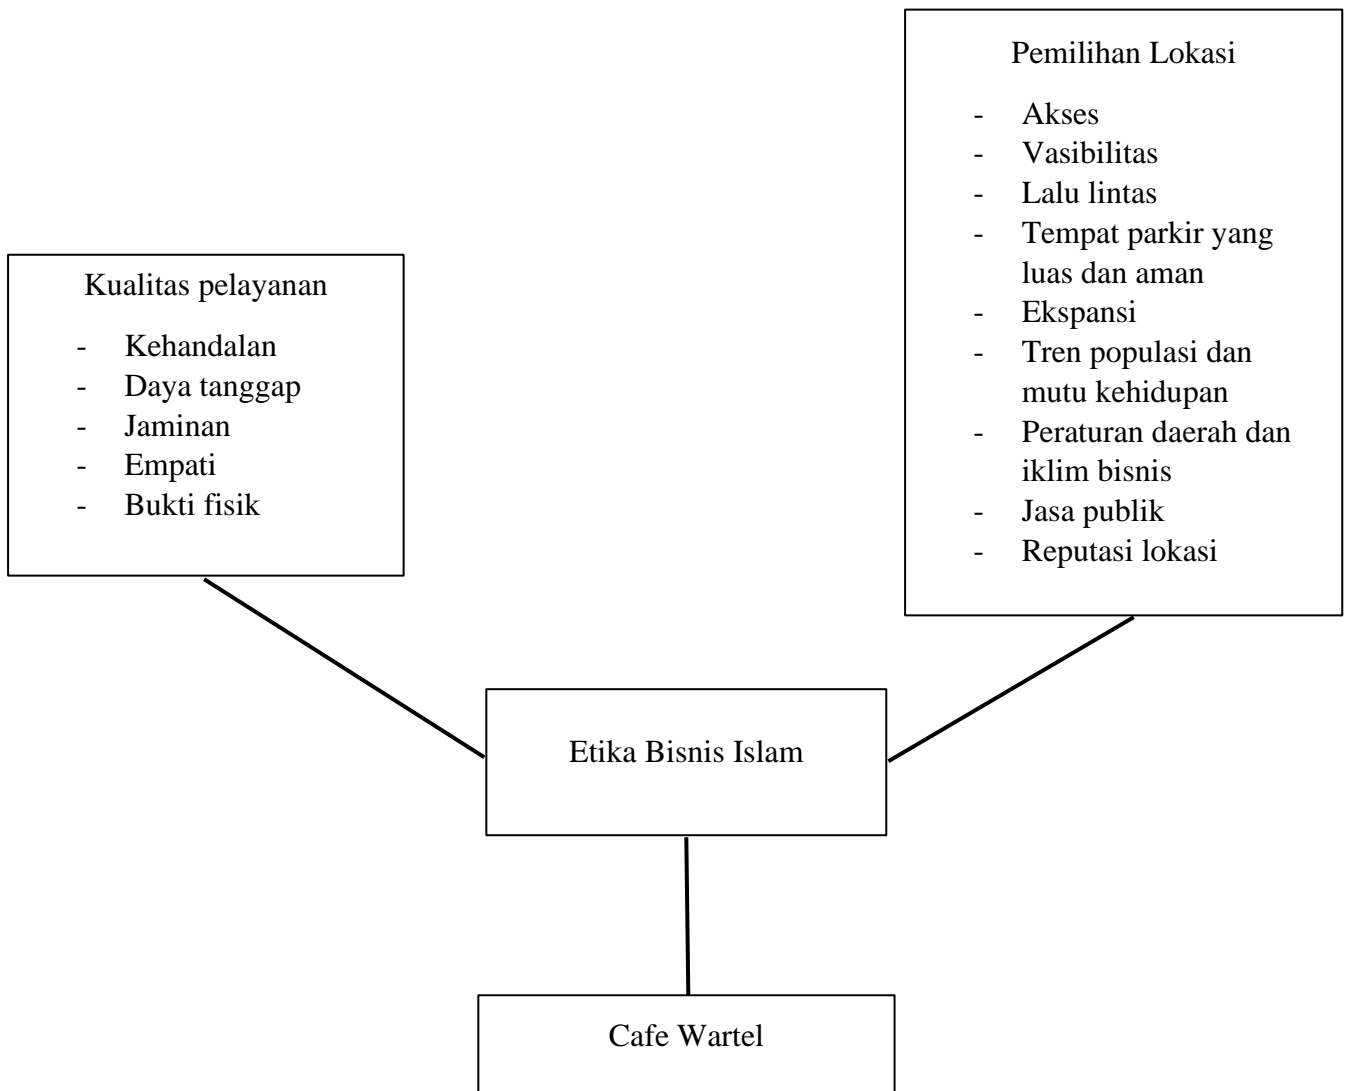 Kualitas pelayanan
- Kehandalan
- Daya tanggap
- Jaminan
- Empati
- Bukti fisik
Pemilihan Lokasi
- Akses
- Vasibilitas
- Lalu lintas
- Tempat parkir yang
luas dan aman
- Ekspansi
- Tren populasi dan
mutu kehidupan
- Peraturan daerah dan
iklim bisnis
- Jasa publik
- Reputasi lokasi
Etika Bisnis Islam
Cafe Wartel